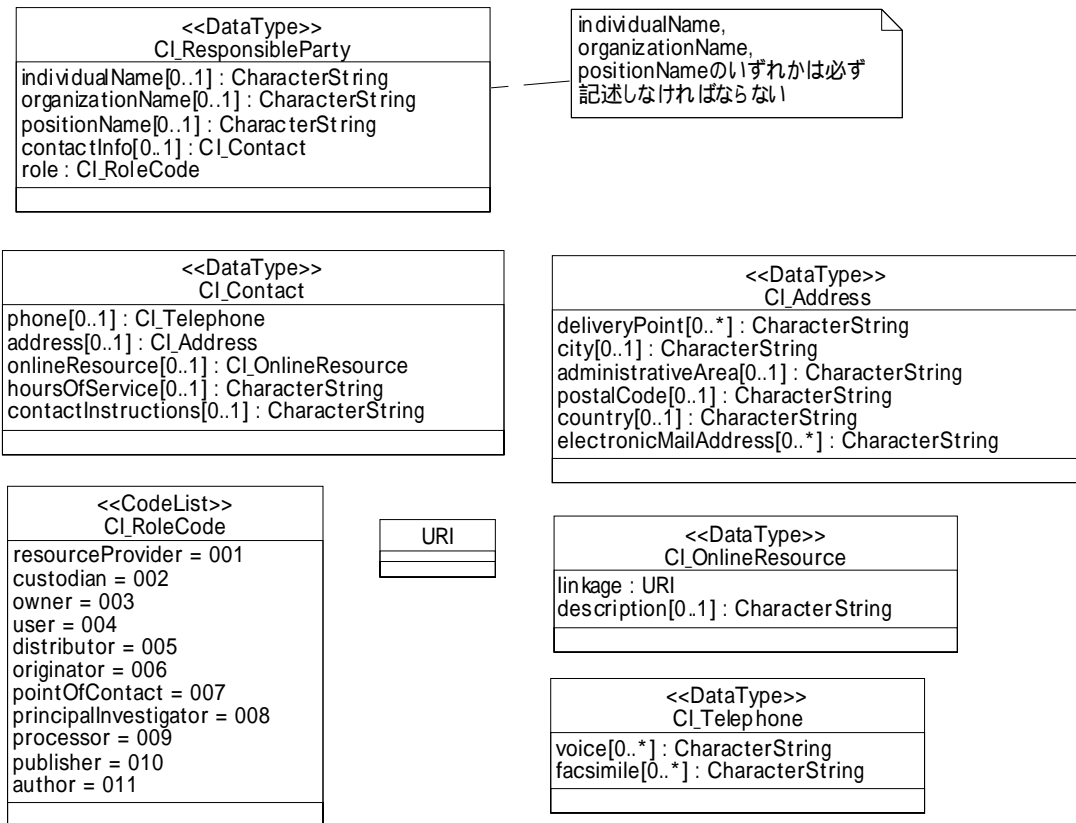 <<DataType>>
CI_ResponsibleParty
individualName[0..1] : CharacterString
organizationName[0..1] : CharacterString
positionName[0..1] : CharacterString
contactInfo[0..1] : CI_Contact
role : CI_RoleCode
individualName,
organizationName,
positionNameのいずれかは必ず
記述しなければならない
<<DataType>>
CI_Contact
phone[0..1] : CI_Telephone
address[0..1] : CI_Address
onlineResource[0..1] : CI_OnlineResource
hoursOfService[0..1] : CharacterString
contactInstructions[0..1] : CharacterString
<<DataType>>
CI_Address
deliveryPoint[0..*] : CharacterString
city[0..1] : CharacterString
administrativeArea[0..1] : CharacterString
postalCode[0..1] : CharacterString
country[0..1] : CharacterString
electronicMailAddress[0..*] : CharacterString
<<CodeList>>
CI_RoleCode
resourceProvider = 001
custodian = 002
owner = 003
user = 004
distributor = 005
originator = 006
pointOfContact = 007
principalInvestigator = 008
processor = 009
publisher = 010
author = 011
URI
<<DataType>>
CI_OnlineResource
linkage : URI
description[0..1] : CharacterString
<<DataType>>
CI_Telephone
voice[0..*] : CharacterString
facsimile[0..*] : CharacterString